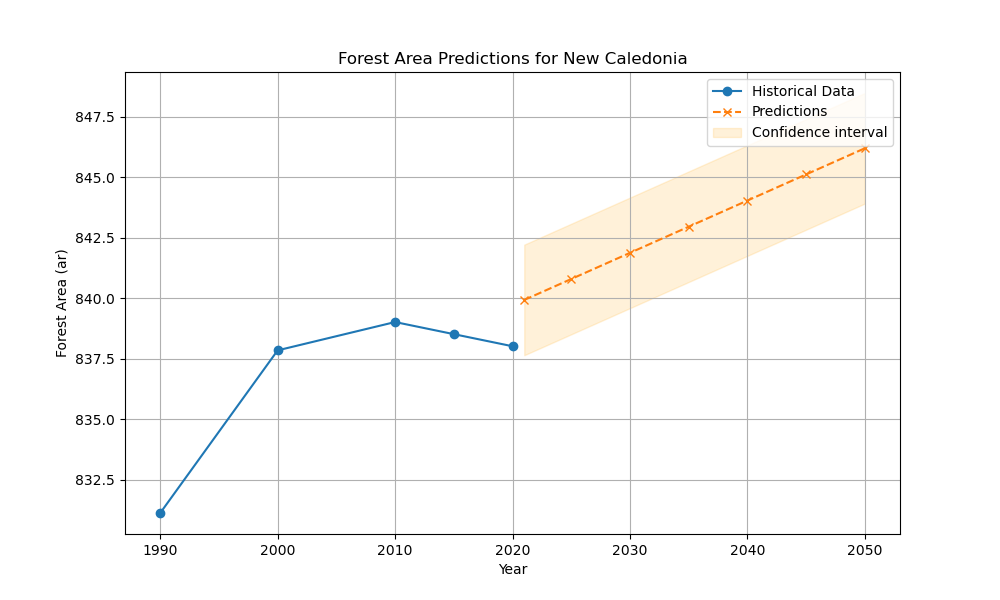 Forest Area Predictions for New Caledonia
Historical Data
Predictions
Confidence interval
847.5
845.0
842.5
840.0
837.5
835.0
832.5
Forest Area (ar)
1990 2000 2010 2020 2030 2040 2050
Year